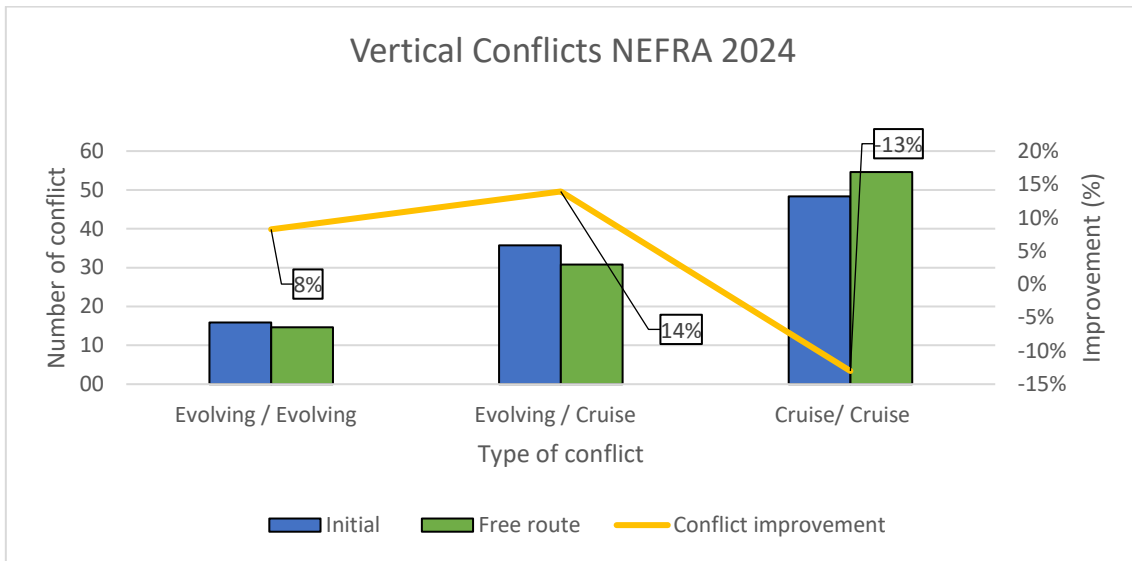 Vertical Conflicts NEFRA 2024
Number of conflict
60
50
40
30
20
10
00
20%
15%
10%
5%
0%
-5%
-10%
-15%
Improvement (%)
8%
14%
-13%
Evolving / Evolving
Evolving / Cruise
Cruise/ Cruise
Type of conflict
Initial
Free route
Conflict improvement